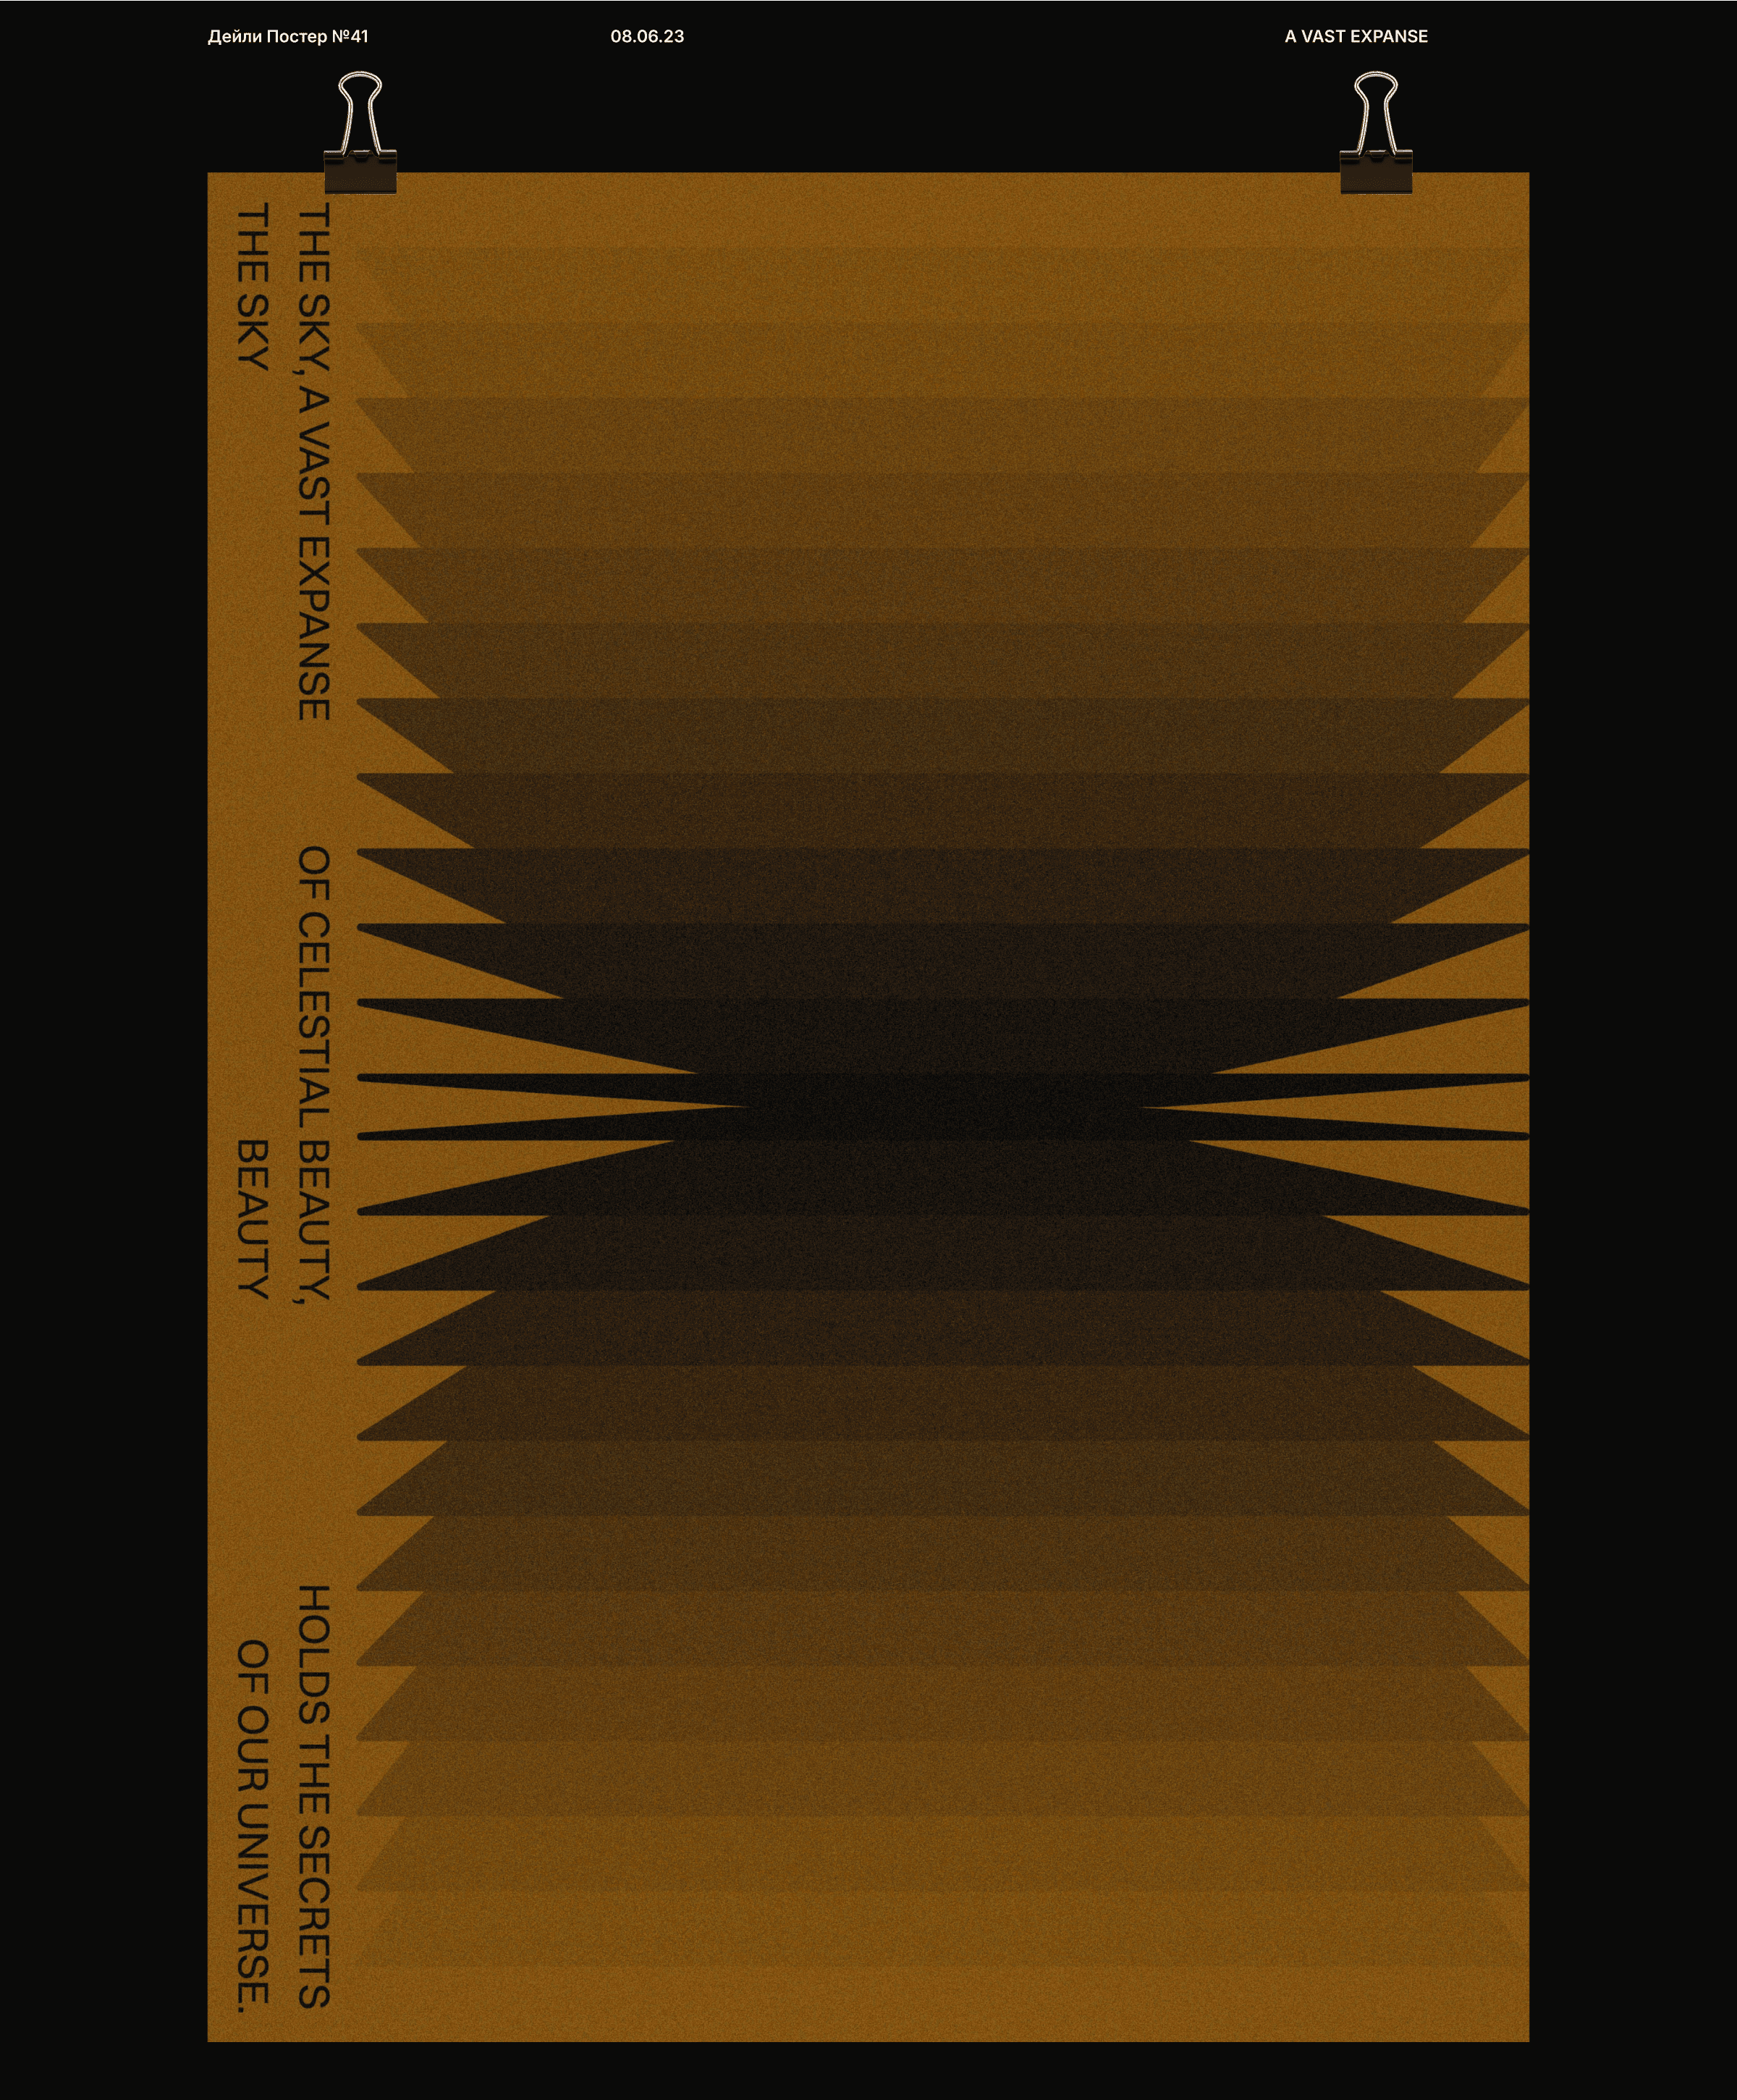 Дейли Постер №41
08.06.23
A VAST EXPANSE
THE SKY, A VAST EXPANSE OF CELESTIAL BEAUTY, HOLDS THE SECRETS
THE SKY BEAUTY OF OUR UNIVERSE.